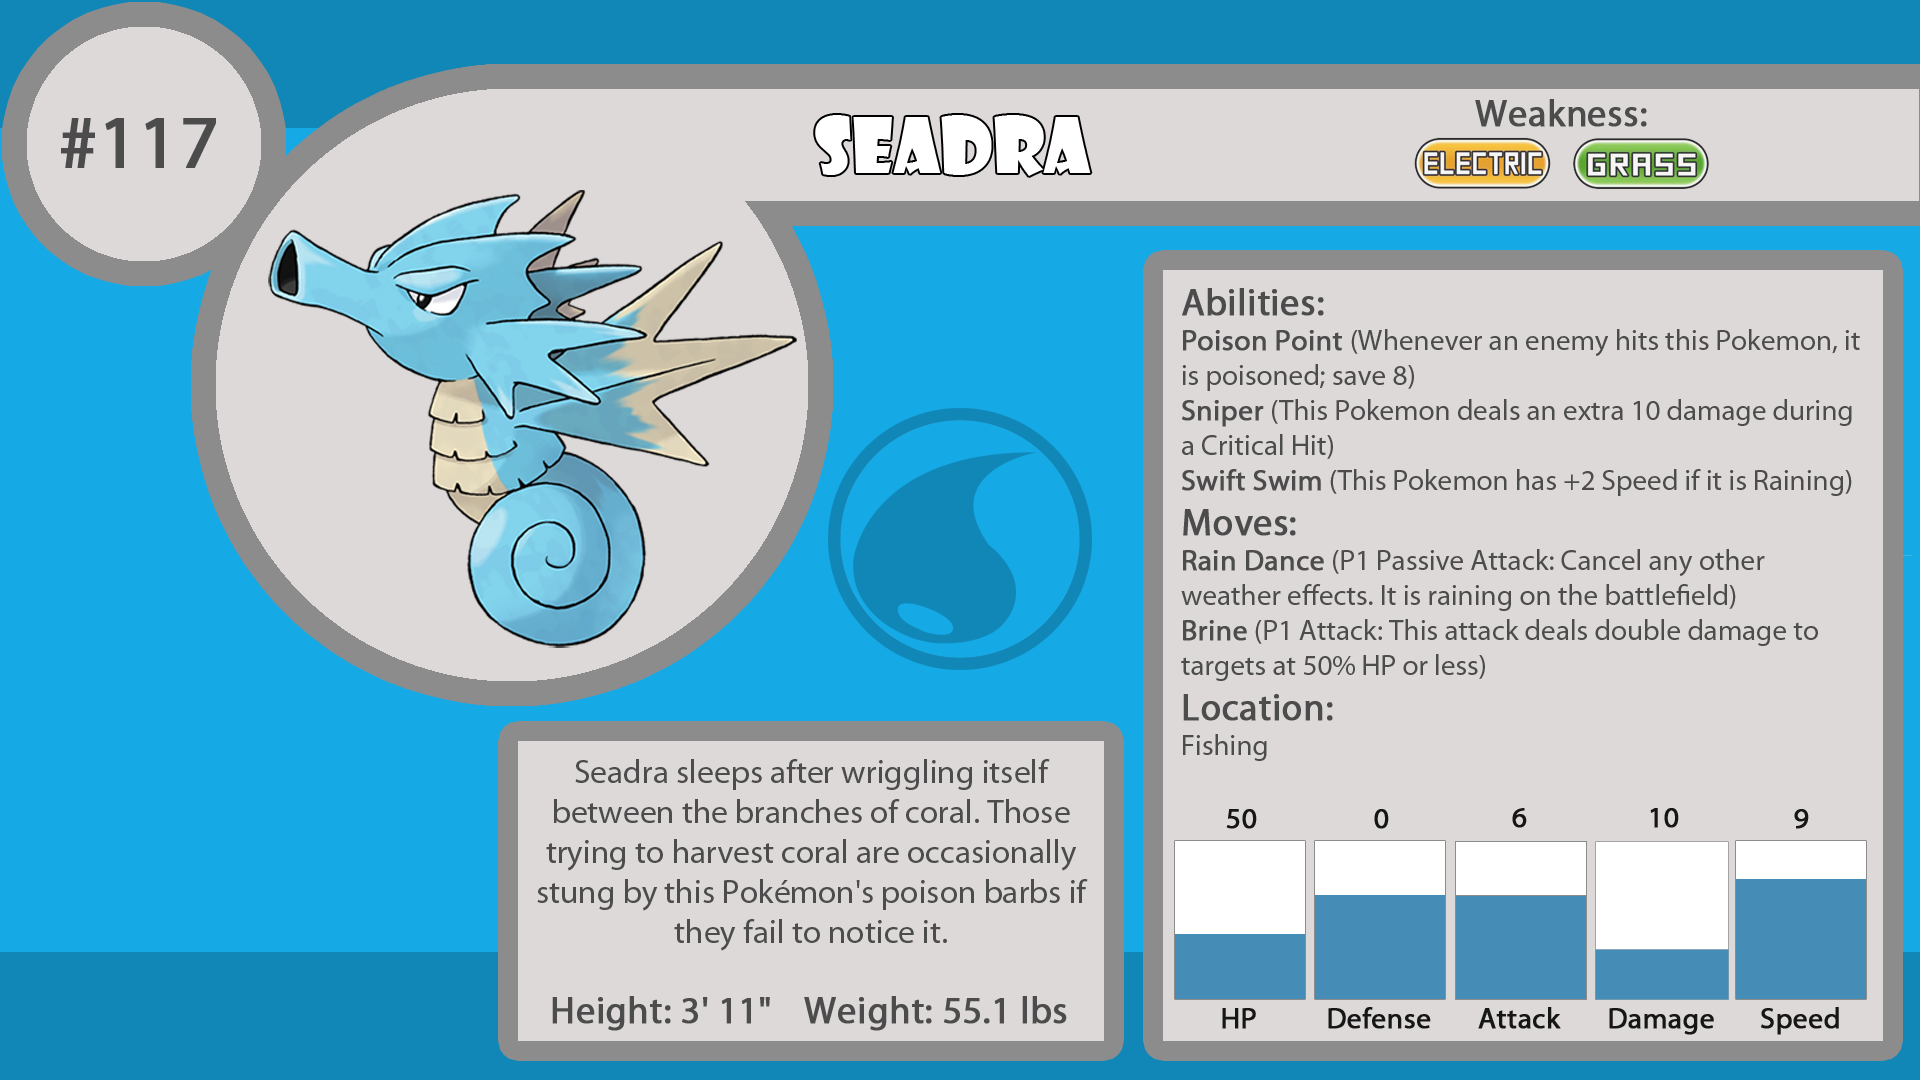 #117
SEADRA
Weakness:
ELECTRIC GRASS
Abilities:
Poison Point (Whenever an enemy hits this Pokemon, it
is poisoned; save 8)
Sniper (This Pokemon deals an extra 10 damage during
a Critical Hit)
Swift Swim (This Pokemon has +2 Speed if it is Raining)
Moves:
Rain Dance (P1 Passive Attack: Cancel any other
weather effects. It is raining on the battlefield)
Brine (P1 Attack: This attack deals double damage to
targets at 50% HP or less)
Location:
Fishing
50 0 6 10 9
HP Defense Attack Damage Speed
Seadra sleeps after wriggling itself
between the branches of coral. Those
trying to harvest coral are occasionally
stung by this Pokémon's poison barbs if
they fail to notice it.
Height: 3' 11" Weight: 55.1 lbs